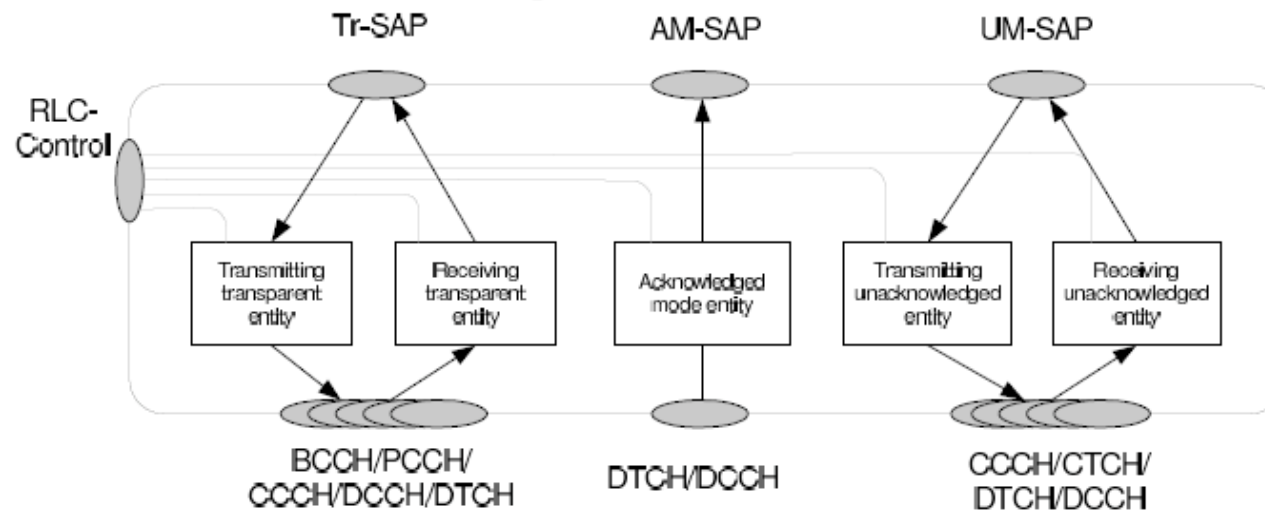 Tr-SAP
AM-SAP
UM-SAP
RLC-
Control
Transmitting
transparent
entity
Receiving
transparent
entity
Acknowledged
mode entity
Transmitting
unacknowledged
entity
Receiving
unacknowledged
entity
BCCH/PCCH/
CCCH/DCCH/DTCH
DTCH/DCCH
CCCH/CTCH/
DTCH/DCCH